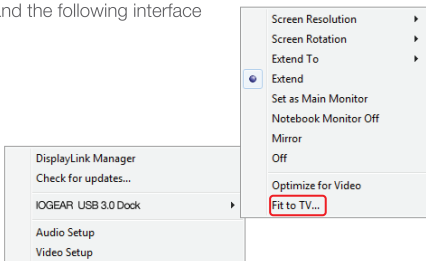 and the following interface
Screen Resolution
Screen Rotation
Extend To
Extend
Set as Main Monitor
Notebook Monitor Off
Mirror
Off
Optimize for Video
Fit to TV...
DisplayLink Manager
Check for updates...
IOGEAR USB 3.0 Dock
Audio Setup
Video Setup